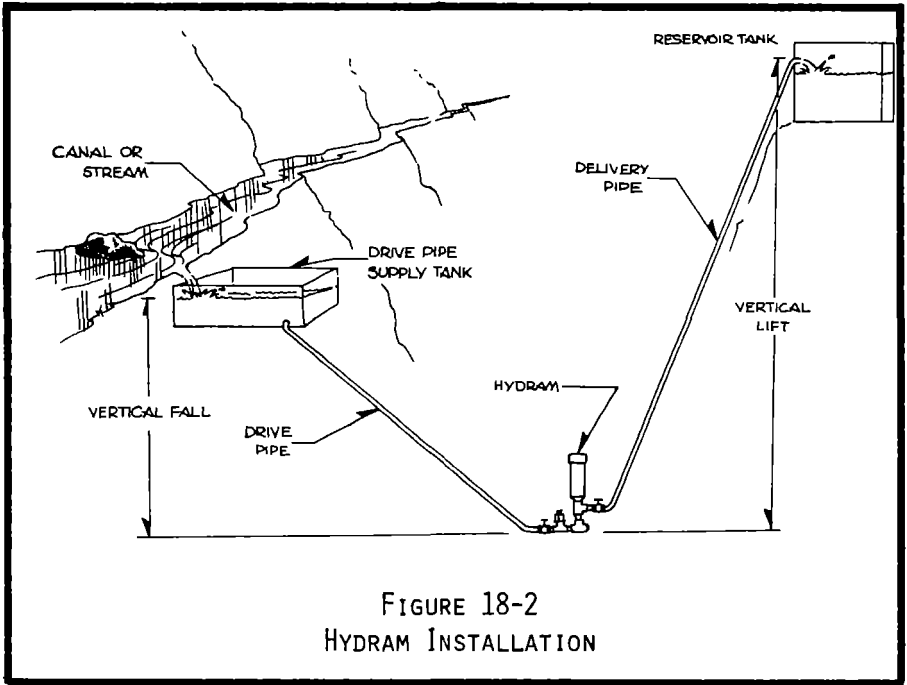 RESERVOIR TANK
CANAL OR
STREAM
DELIVERY
PIPE
DRIVE PIPE
SUPPLY TANK
VERTICAL
LIFT
HYDRAM
VERTICAL FALL
DRIVE
PIPE
FIGURE 18-2
HYDRAM INSTALLATION